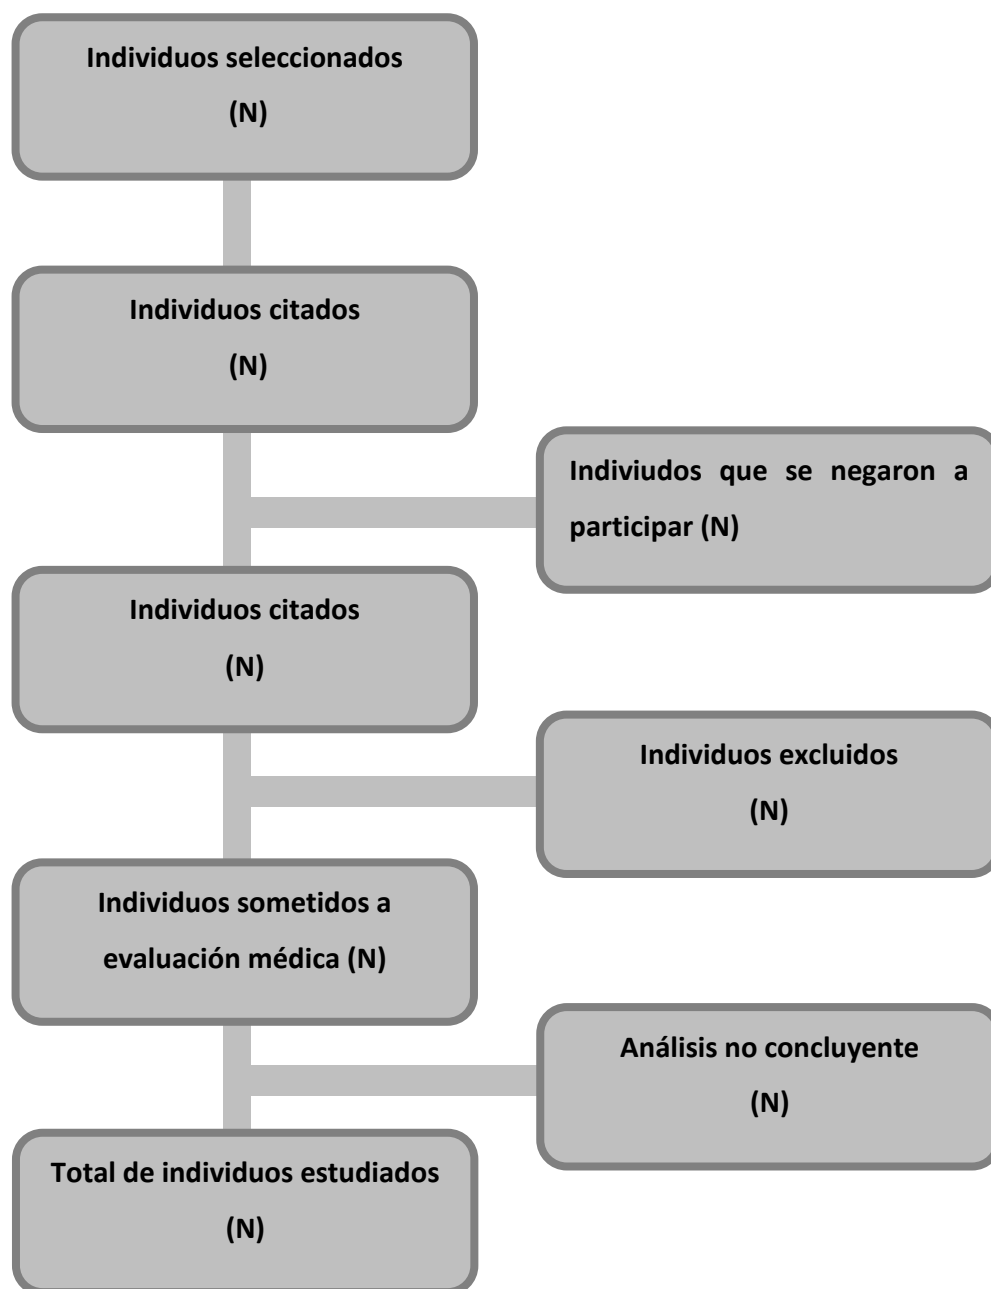 Individuos seleccionados
(N)
Individuos citados
(N)
Indiviudos que se negaron a
participar (N)
Individuos citados
(N)
Individuos excluidos
(N)
Individuos sometidos a
evaluación médica (N)
Análisis no concluyente
(N)
Total de individuos estudiados
(N)